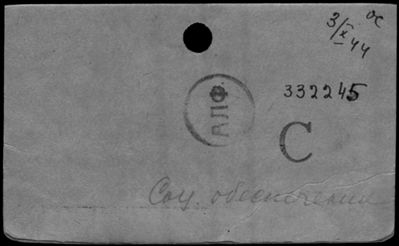 3/X 44
ОС
332245
АПФ
С
Соц. обеспечение